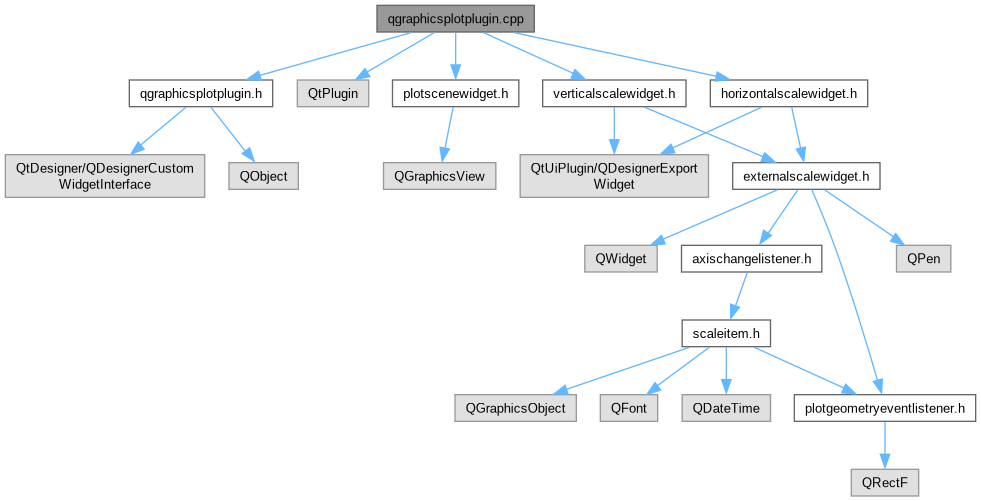 qgraphicsplotplugin.cpp
qgraphicsplotplugin.h
QtPlugin
plotscenewidget.h
verticalscalewidget.h
horizontalscalewidget.h
QtDesigner/QDesignerCustom
WidgetInterface
QObject
QGraphicsView
QtUiPlugin/QDesignerExport
Widget
externalscalewidget.h
QWidget
axischangelistener.h
QPen
scaleitem.h
QGraphicsObject
QFont
QDateTime
plotgeometryeventlistener.h
QRectF